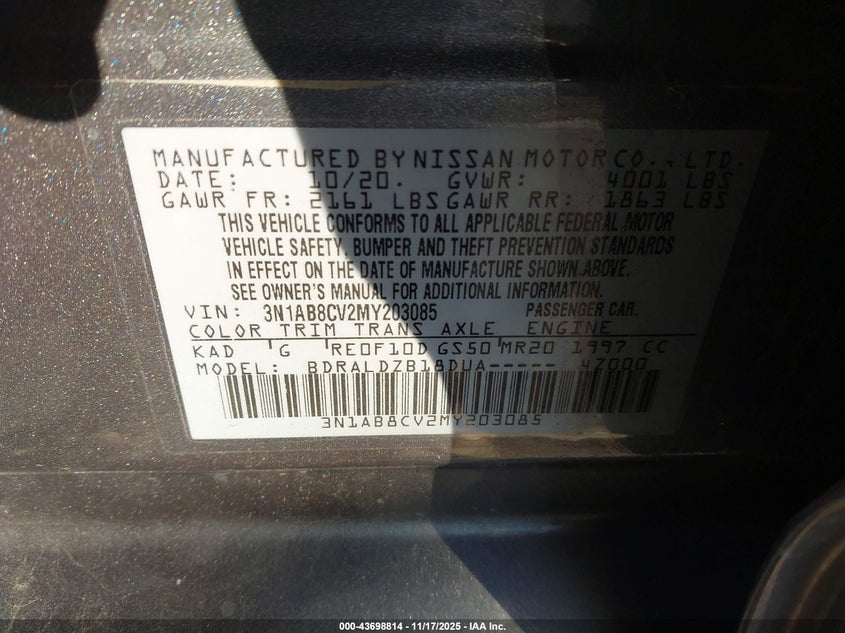 MANUFACTURED BY NISSAN MOTOR CO., LTD.
DATE: 10/20. GVWR: 4001 LBS
GAWR FR: 2161 LBS GAWR RR: 1863 LBS
THIS VEHICLE CONFORMS TO ALL APPLICABLE FEDERAL MOTOR
VEHICLE SAFETY, BUMPER AND THEFT PREVENTION STANDARDS
IN EFFECT ON THE DATE OF MANUFACTURE SHOWN ABOVE.
SEE OWNER'S MANUAL FOR ADDITIONAL INFORMATION.
VIN: 3N1AB8CV2MY203085 PASSENGER CAR.
COLOR TRIM TRANS AXLE ENGINE
KAD G RE0F10D GS50 MR20 1997 CC
MODEL: BDRALDZB18DUA----- 4Z000
3N1AB8CV2MY203085
000-43698814 - 11/17/2025 - IAA Inc.